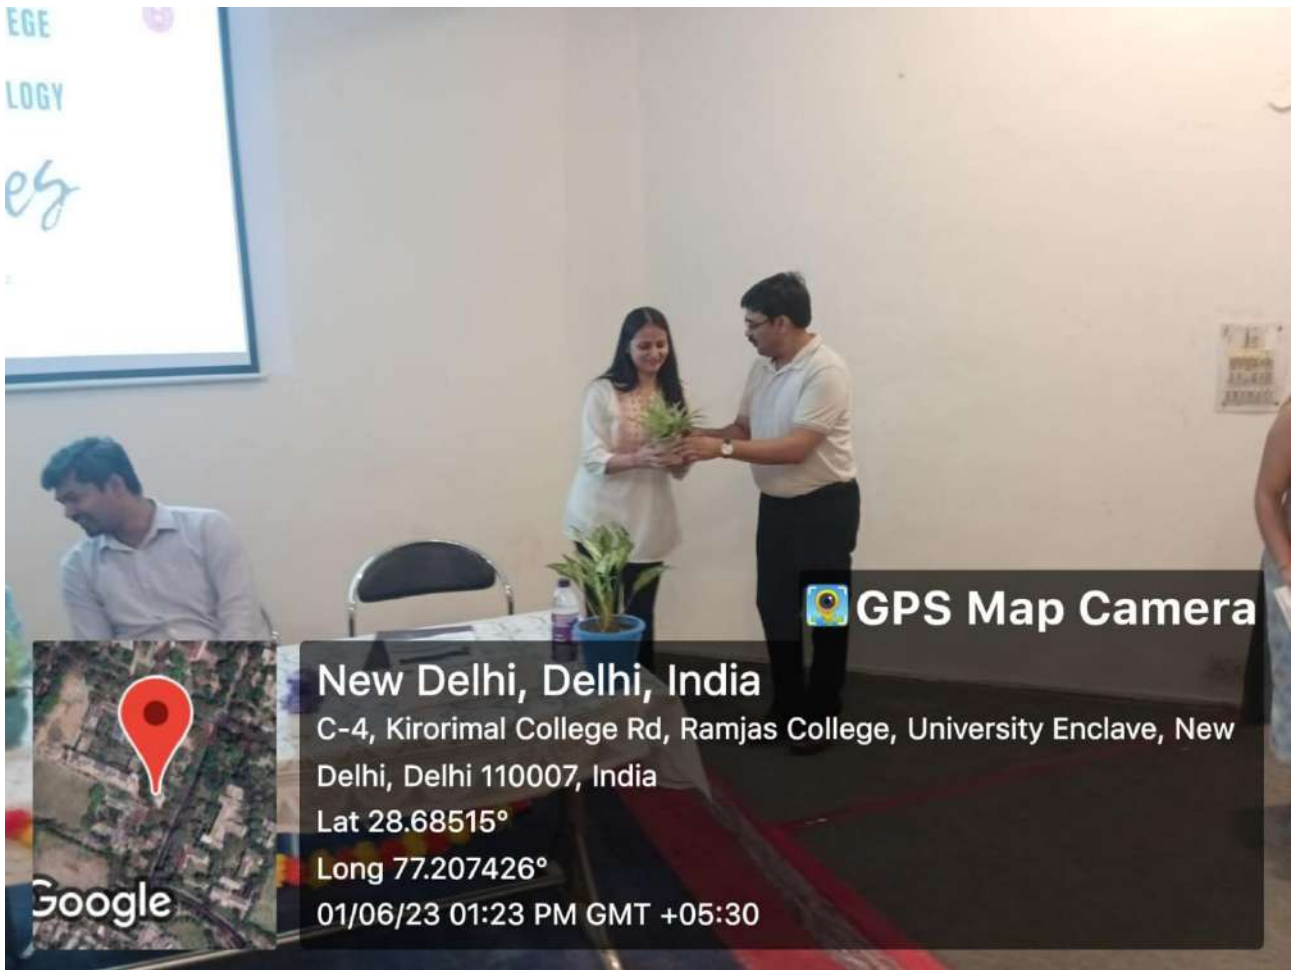 EGE
LOGY
es
GPS Map Camera
New Delhi, Delhi, India
C-4, Kirorimal College Rd, Ramjas College, University Enclave, New
Delhi, Delhi 110007, India
Lat 28.68515°
Long 77.207426°
01/06/23 01:23 PM GMT +05:30
Google